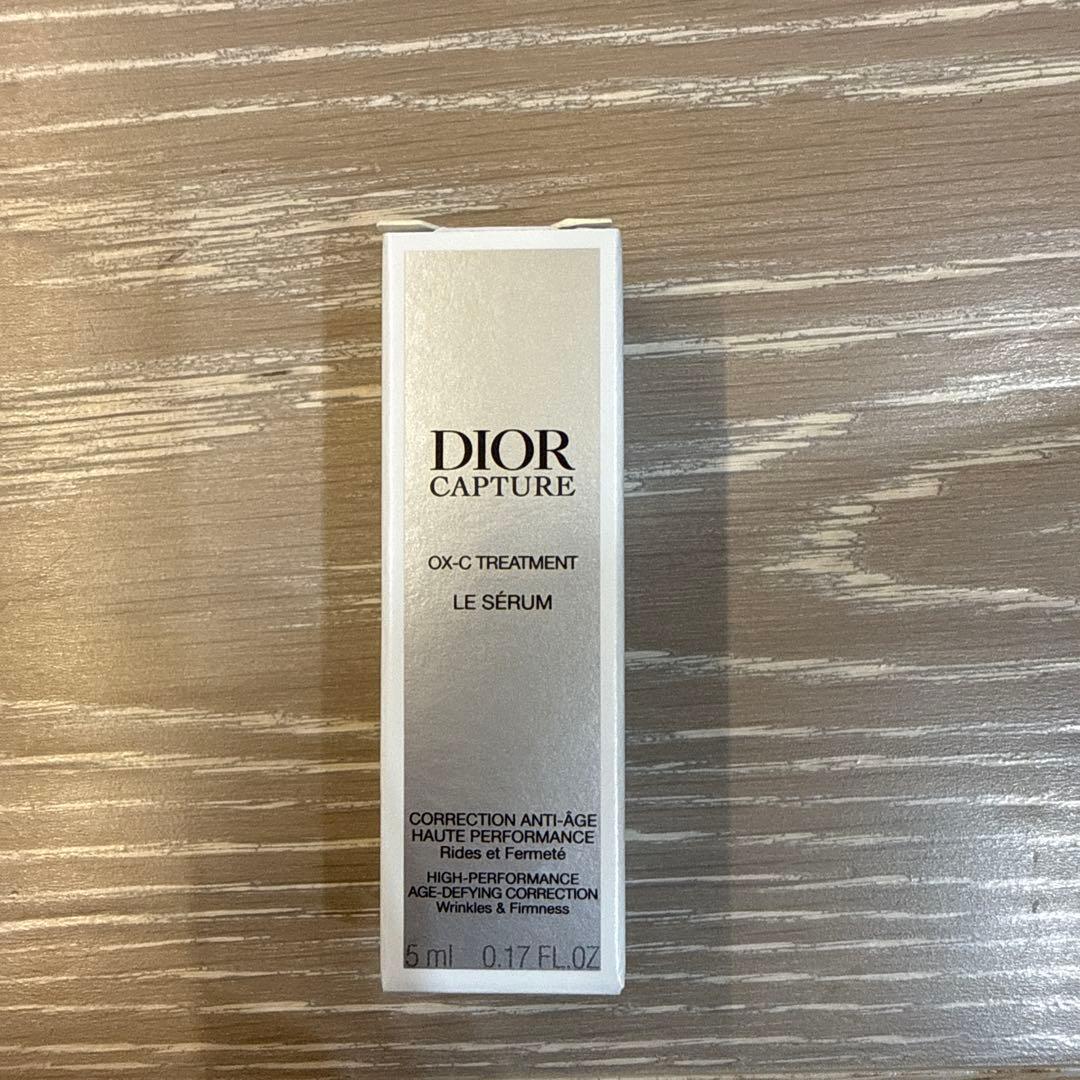 DIOR
CAPTURE
OX-C TREATMENT
LE SÉRUM
CORRECTION ANTI-ÂGE
HAUTE PERFORMANCE
Rides et Fermeté
HIGH-PERFORMANCE
AGE-DEFYING CORRECTION
Wrinkles & Firmness
5 ml 0.17 FL.OZ